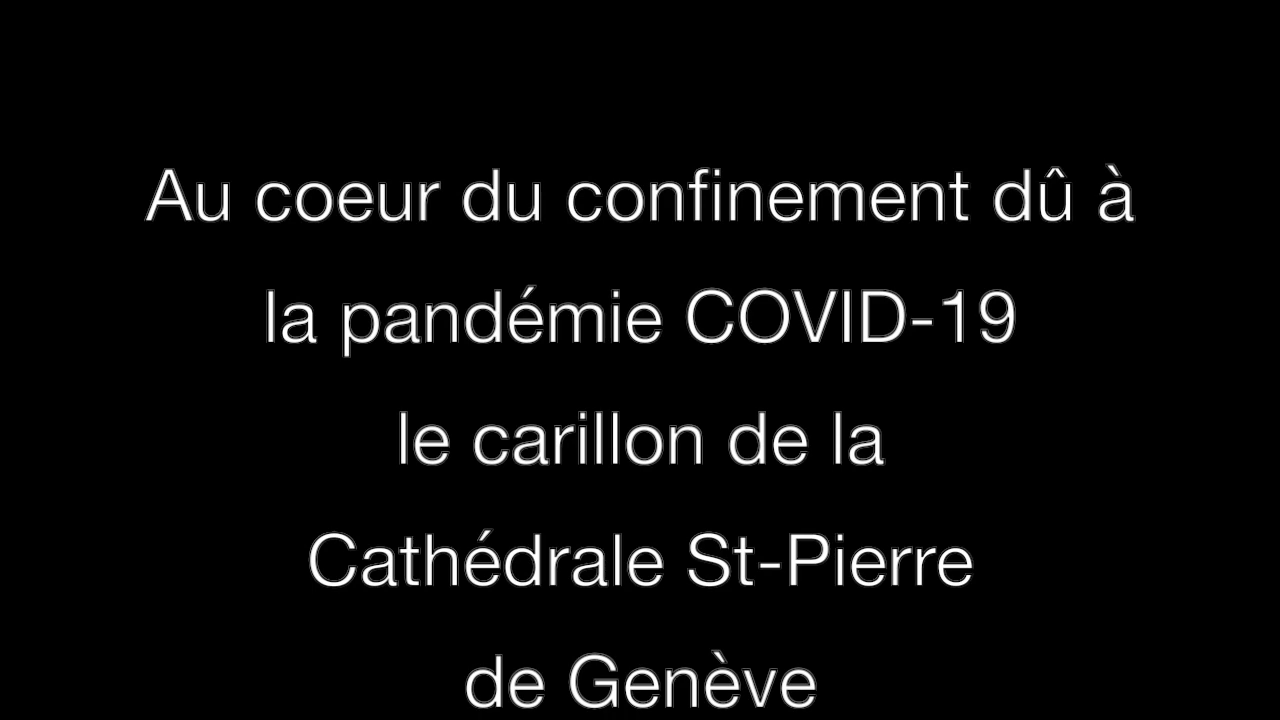 Au coeur du confinement dû à
la pandémie COVID-19
le carillon de la
Cathédrale St-Pierre
de Genève